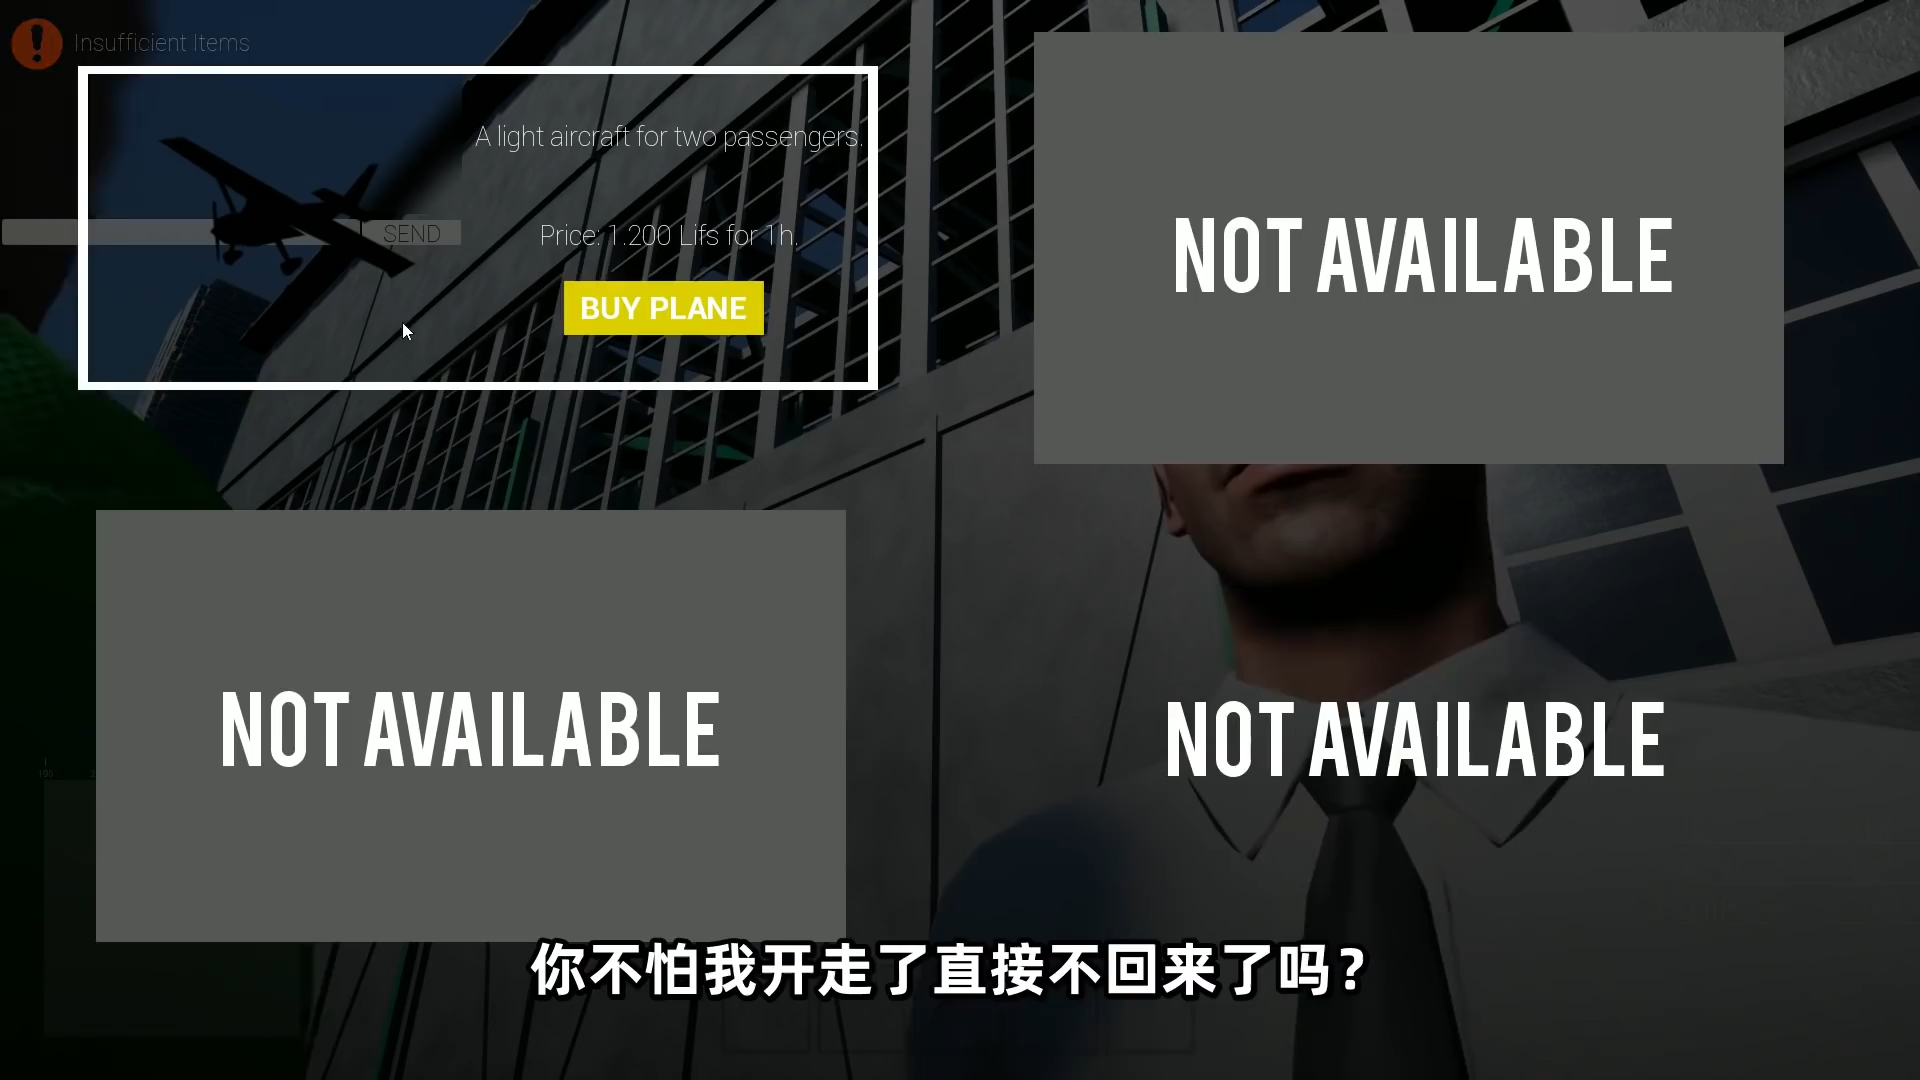 Insufficient Items
A light aircraft for two passengers.
SEND
Price: 1.200 Lifs for 1h.
BUY PLANE
NOT AVAILABLE
NOT AVAILABLE
NOT AVAILABLE
你不怕我开走了直接不回来了吗？